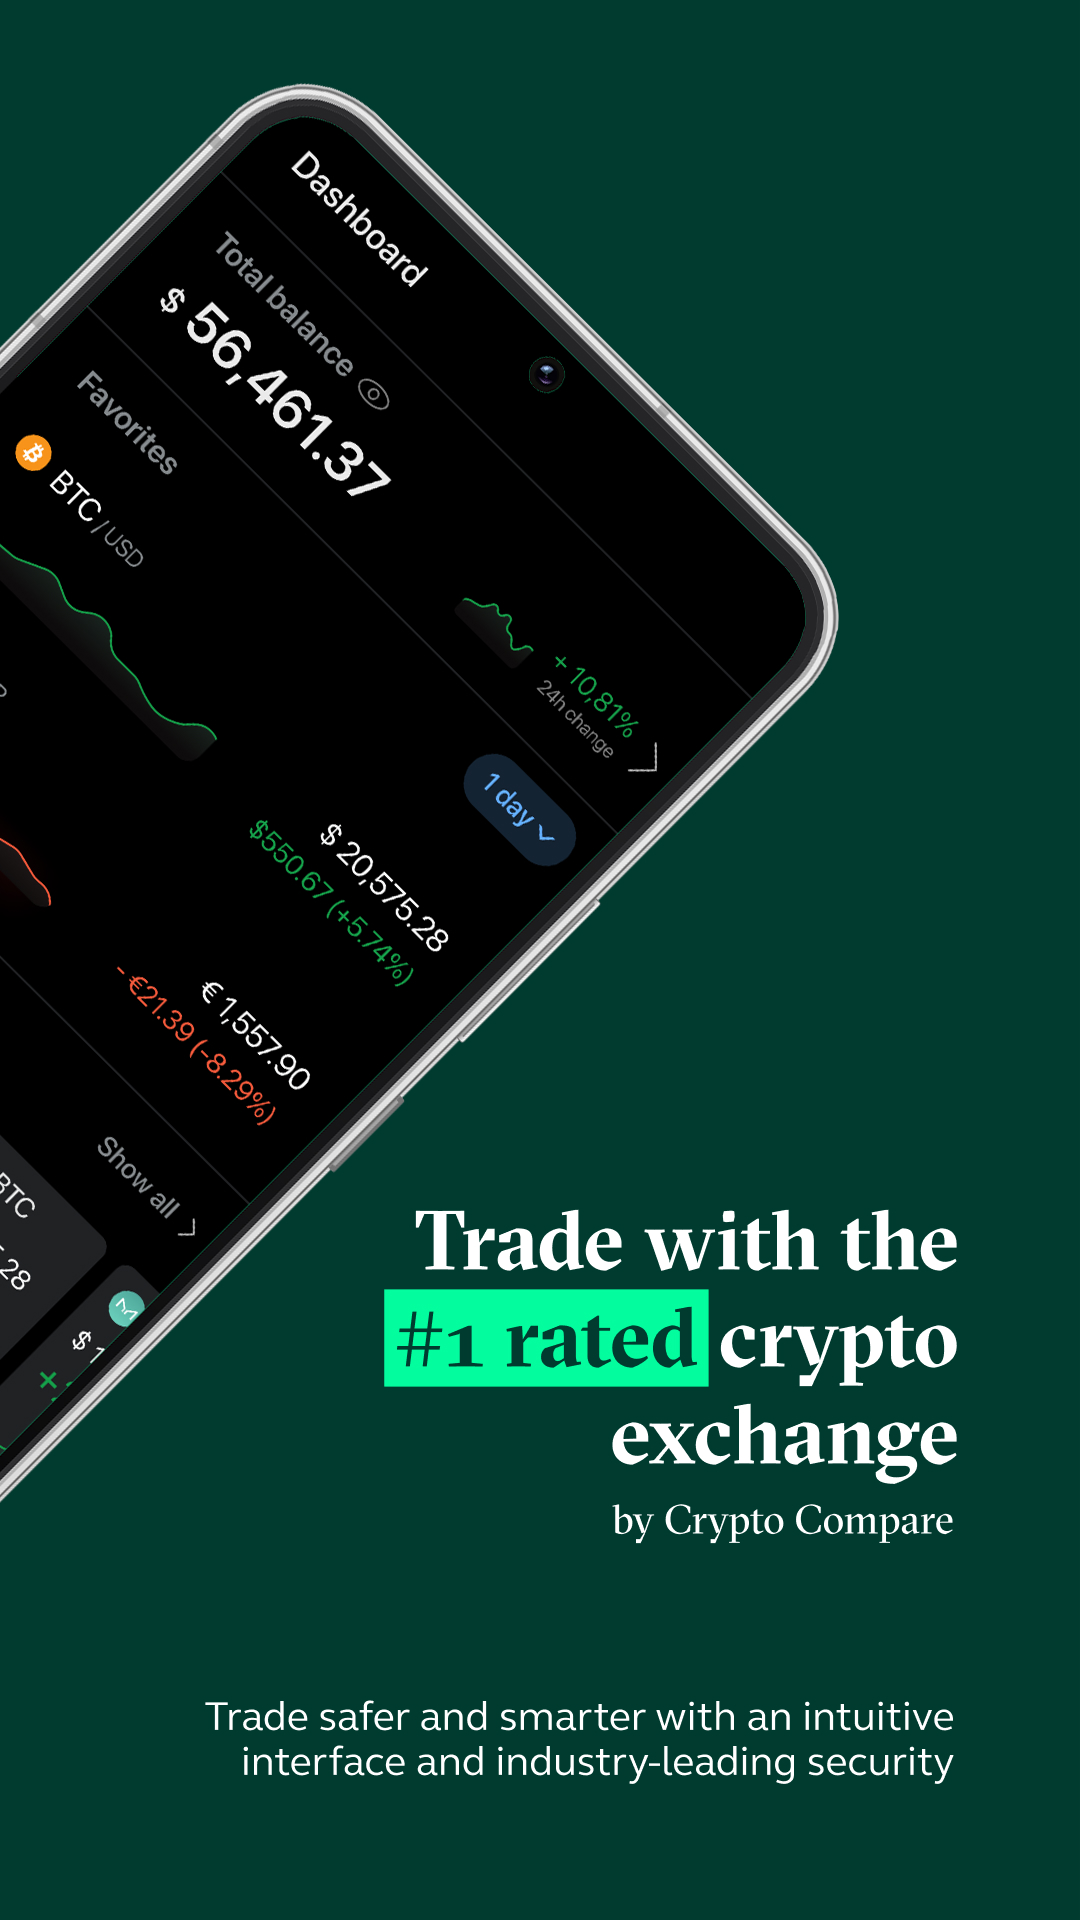 Dashboard
Total balance
$ 56,461.37
+ 10,81%
24h change
Favorites
1 day
BTC/USD
$ 20,575.28
$550.67 (+5.74%)
€ 1,557.90
- €21.39 (-8.29%)
Show all
BTC
.28
$ 1
+
Trade with the
#1 rated crypto
exchange
by Crypto Compare
Trade safer and smarter with an intuitive
interface and industry-leading security